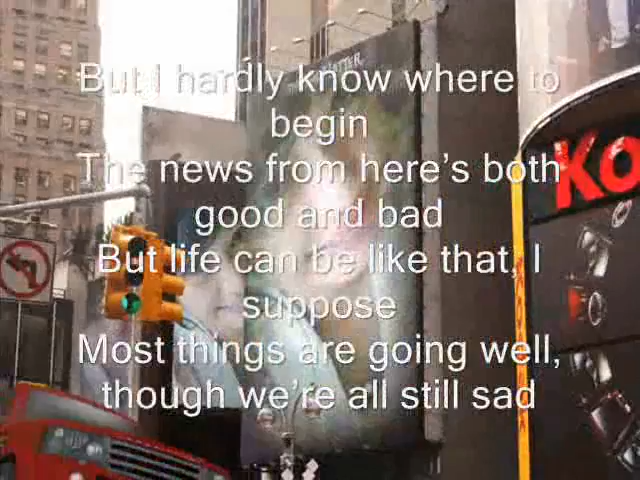 But I hardly know where to
begin
The news from here's both
good and bad
But life can be like that, I
suppose
Most things are going well,
though we're all still sad
Ko